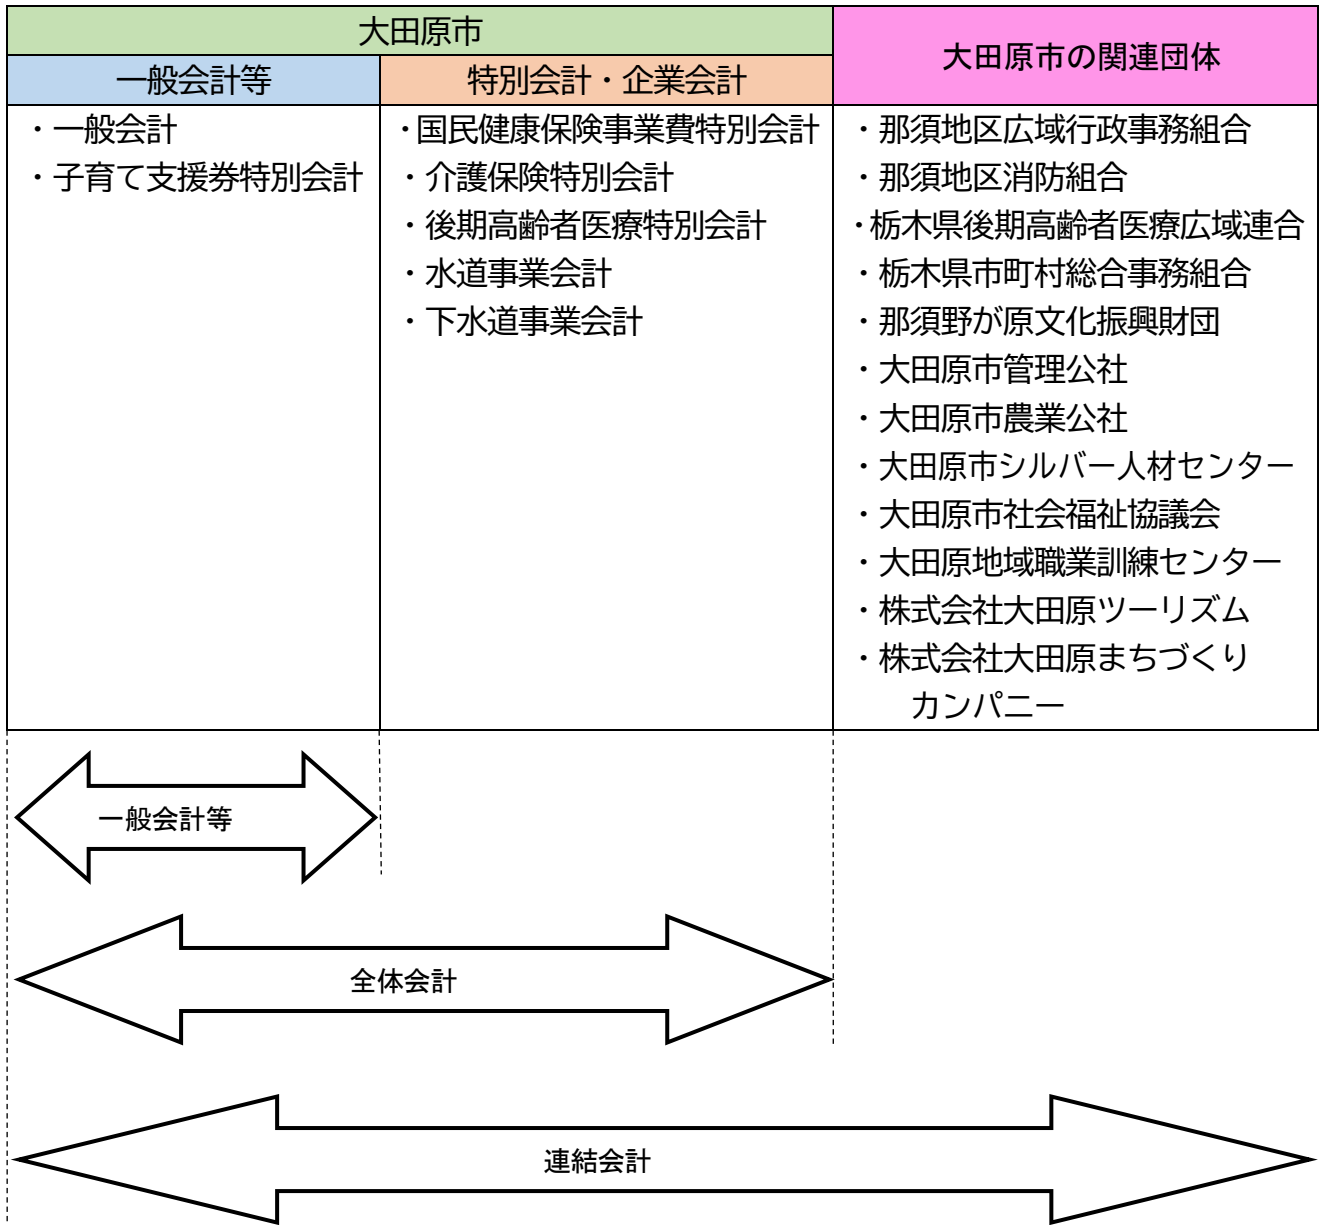 大田原市
大田原市の関連団体
一般会計等
特別会計・企業会計
・一般会計
・子育て支援券特別会計
・国民健康保険事業費特別会計
・介護保険特別会計
・後期高齢者医療特別会計
・水道事業会計
・下水道事業会計
・那須地区広域行政事務組合
・那須地区消防組合
・栃木県後期高齢者医療広域連合
・栃木県市町村総合事務組合
・那須野が原文化振興財団
・大田原市管理公社
・大田原市農業公社
・大田原市シルバー人材センター
・大田原市社会福祉協議会
・大田原地域職業訓練センター
・株式会社大田原ツーリズム
・株式会社大田原まちづくり
カンパニー
一般会計等
全体会計
連結会計